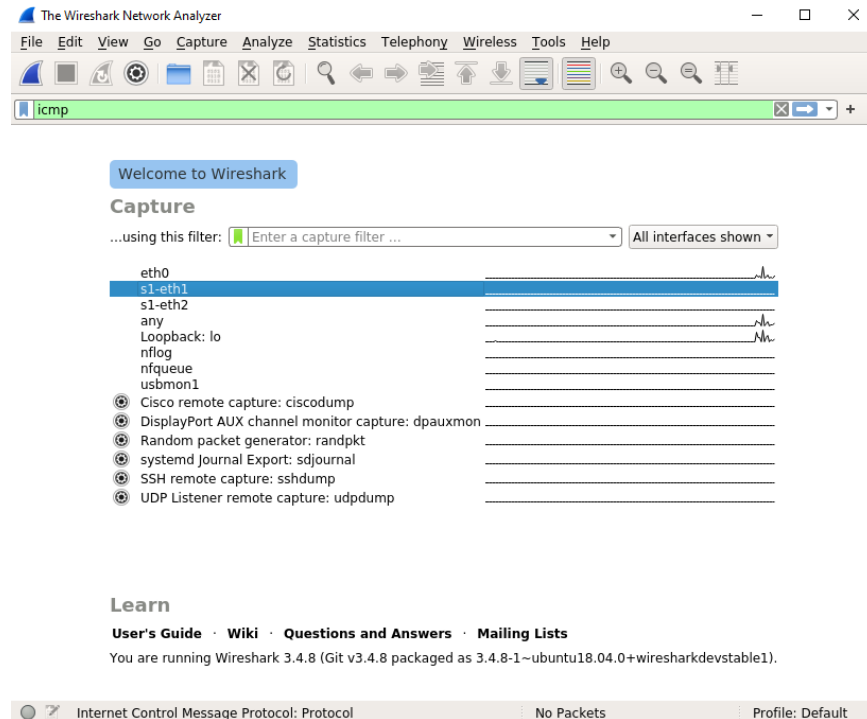 The Wireshark Network Analyzer
File Edit View Go Capture Analyze Statistics Telephony Wireless Tools Help
icmp
Welcome to Wireshark
Capture
...using this filter: Enter a capture filter ... All interfaces shown
eth0
s1-eth1
s1-eth2
any
Loopback: lo
nflog
nfqueue
usbmon1
Cisco remote capture: ciscodump
DisplayPort AUX channel monitor capture: dpauxmon
Random packet generator: randpkt
systemd Journal Export: sdjournal
SSH remote capture: sshdump
UDP Listener remote capture: udpdump
Learn
User's Guide · Wiki · Questions and Answers · Mailing Lists
You are running Wireshark 3.4.8 (Git v3.4.8 packaged as 3.4.8-1~ubuntu18.04.0+wiresharkdevstable1).
Internet Control Message Protocol: Protocol No Packets Profile: Default